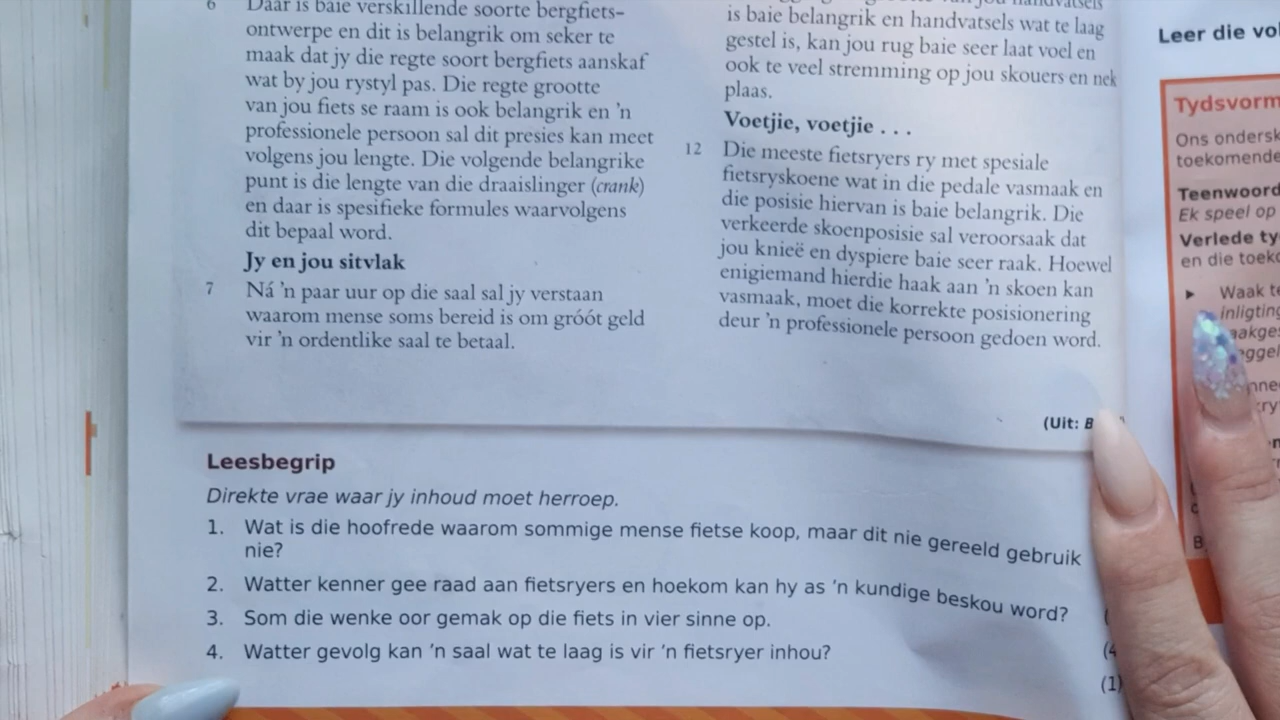 6 Daar is baie verskillende soorte bergfiets-
ontwerpe en dit is belangrik om seker te
maak dat jy die regte soort bergfiets aanskaf
wat by jou rystyl pas. Die regte grootte
van jou fiets se raam is ook belangrik en 'n
professionele persoon sal dit presies kan meet
volgens jou lengte. Die volgende belangrike
punt is die lengte van die draaislinger (crank)
en daar is spesifieke formules waarvolgens
dit bepaal word.
Jy en jou sitvlak
7 Ná 'n paar uur op die saal sal jy verstaan
waarom mense soms bereid is om gróót geld
vir 'n ordentlike saal te betaal.
van jou handvatsels
is baie belangrik en handvatsels wat te laag
gestel is, kan jou rug baie seer laat voel en
ook te veel stremming op jou skouers en nek
plaas.
Voetjie, voetjie . . .
12 Die meeste fietsryers ry met spesiale
fietsryskoene wat in die pedale vasmaak en
die posisie hiervan is baie belangrik. Die
verkeerde skoenposisie sal veroorsaak dat
jou knieë en dyspiere baie seer raak. Hoewel
enigiemand hierdie haak aan 'n skoen kan
vasmaak, moet die korrekte posisionering
deur 'n professionele persoon gedoen word.
(Uit: B
Leesbegrip
Direkte vrae waar jy inhoud moet herroep.
1. Wat is die hoofrede waarom sommige mense fietse koop, maar dit nie gereeld gebruik
nie?
2. Watter kenner gee raad aan fietsryers en hoekom kan hy as 'n kundige beskou word?
3. Som die wenke oor gemak op die fiets in vier sinne op.
(4
4. Watter gevolg kan 'n saal wat te laag is vir 'n fietsryer inhou?
(1)
Leer die vo
Tydsvorm
Ons ondersk
toekomende
Teenwoord
Ek speel op
Verlede ty
en die toek
► Waak te
inligting
aakge
ggel